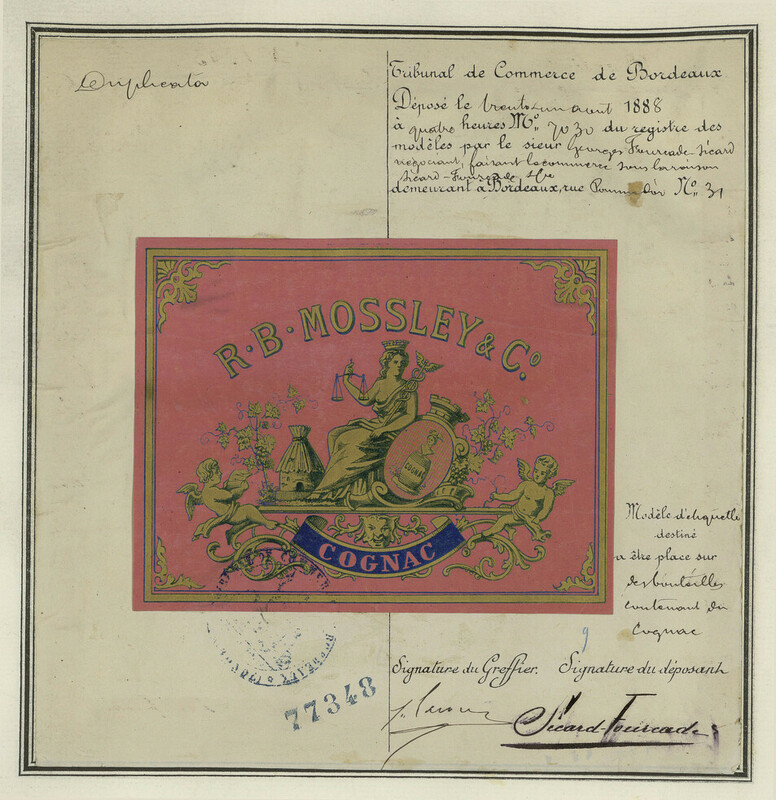 Duplicata
Tribunal de Commerce de Bordeaux
Déposé le trente un août 1888
à quatre heures No. 7030 du registre des
modèles par le sieur Georges Fourcade Sicard
négociant, faisant le commerce sous la raison
Sicard-Fourcade & Cie
demeurant à Bordeaux, rue No. 31
R·B·MOSSLEY & Co.
COGNAC
COGNAC
Modèle d'étiquette
destiné
a être place sur
des bouteilles
contenant du
Cognac
9
Signature du Greffier. Signature du déposant
Sicard-Fourcade
77348